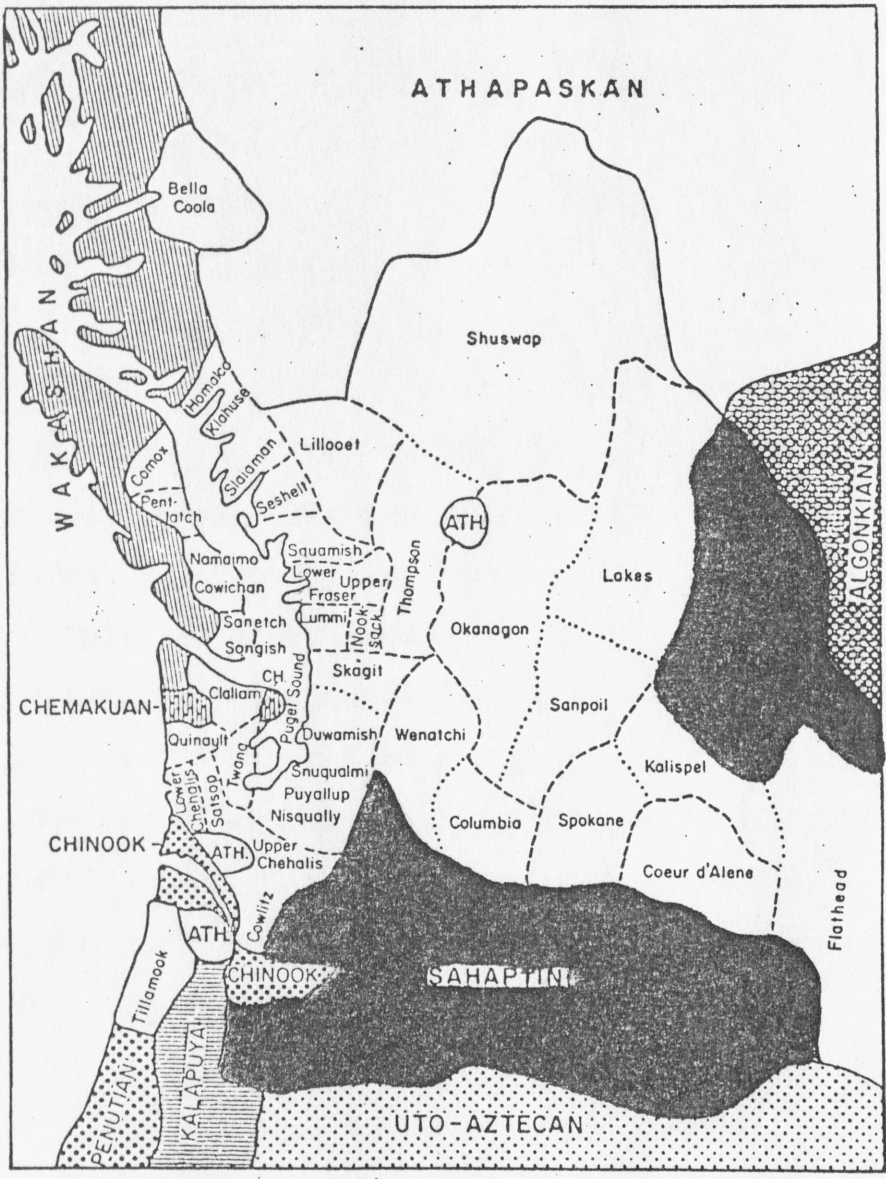 ATHAPASKAN
Bella
Coola
WAKASHAN
Shuswap
Homalco
Klahuse
Slaiaman
Seshelt
Lillooet
Comox
Pent-
latch
ATH.
ALGONKIAN
Squamish
Lower
Fraser
Upper
Thompson
Lakes
Nanaimo
Cowichan
Lummi
Nook-
sack
Okanagon
Sanetch
Songish
Skagit
CH.
Clallam
Puget Sound
CHEMAKUAN
Sanpoil
Quinault
Twana
Duwamish
Wenatchi
Kalispel
Snuqualmi
Puyallup
Nisqually
Lower
Chehalis
Satsop
Columbia
Spokane
CHINOOK
ATH.
Upper
Chehalis
Coeur d'Alene
Flathead
Cowlitz
ATH.
CHINOOK
SAHAPTIN
Tillamook
KALAPUYA
PENUTIAN
UTO-AZTECAN